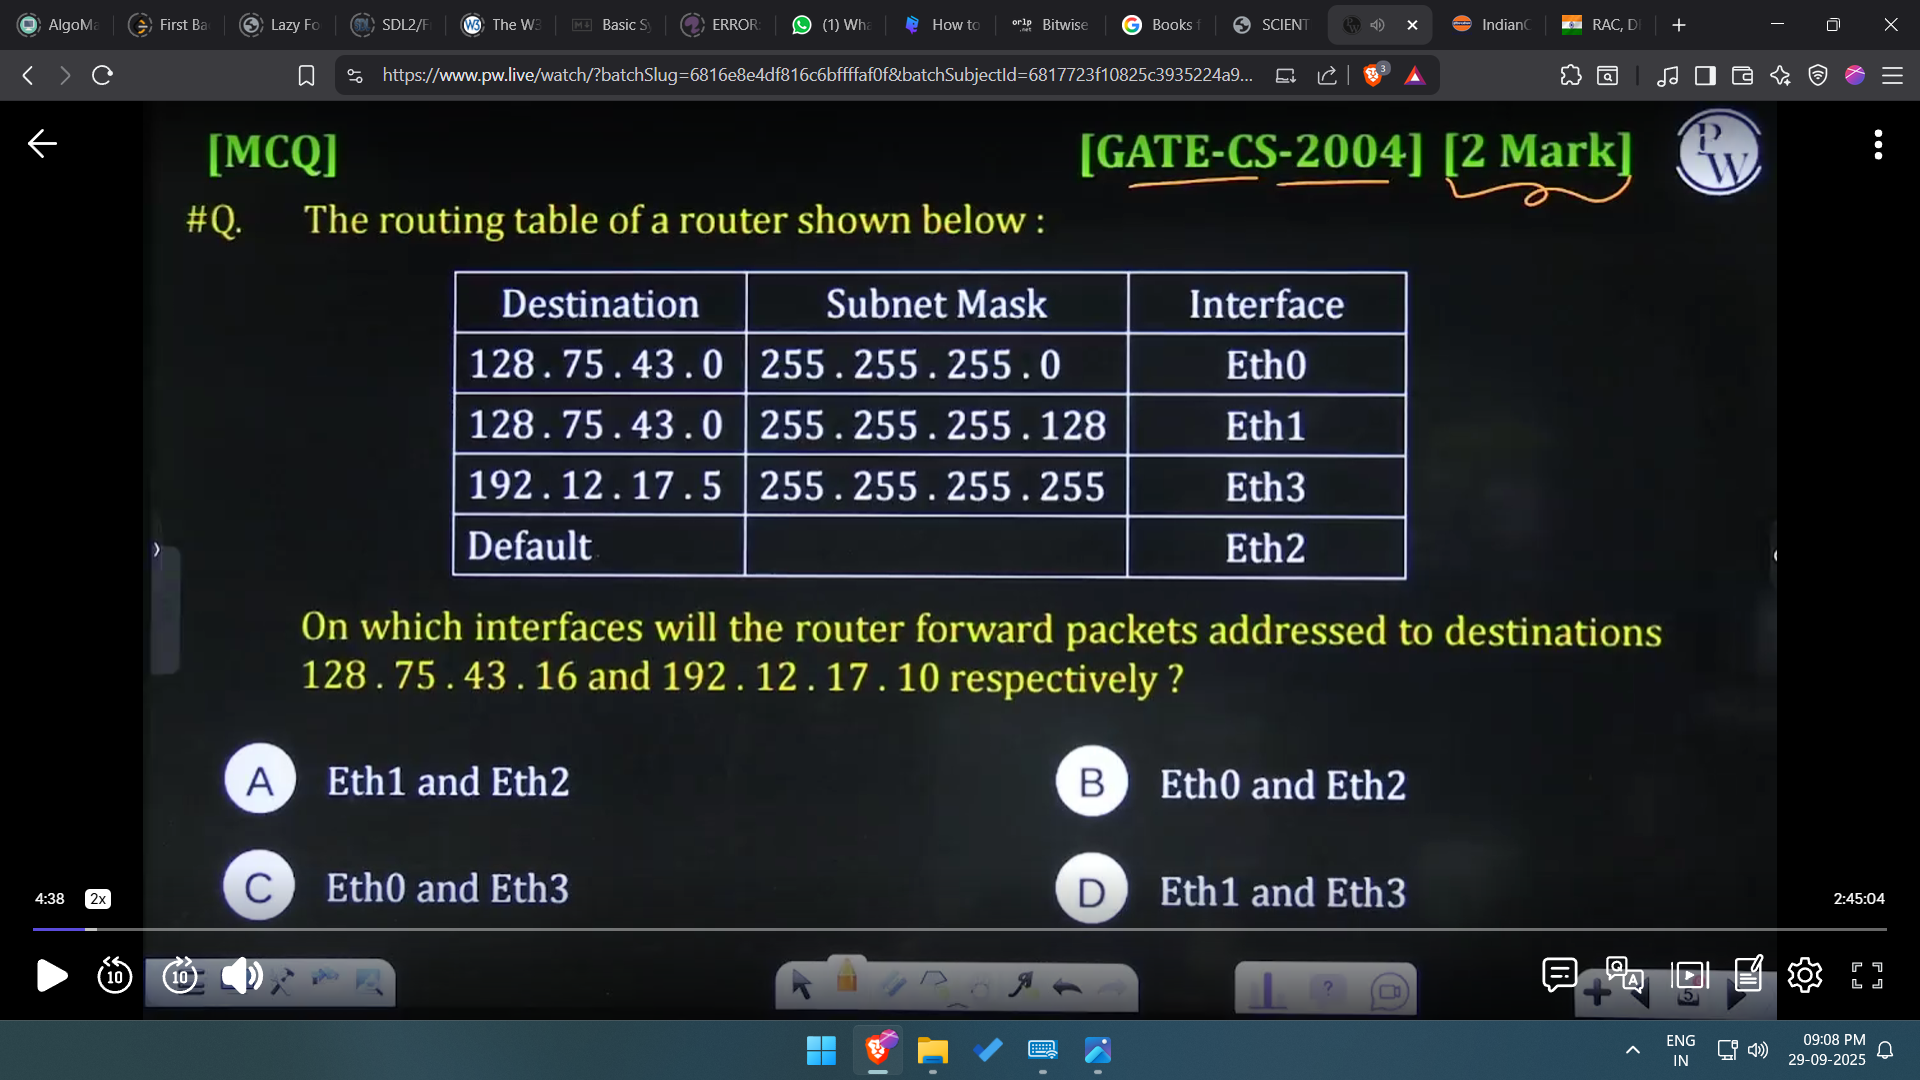 AlgoMa
First Ba
Lazy Fo
SDL2/F
The W3
Basic Sy
ERROR:
(1) Wha
How to
Bitwise
Books f
SCIENT
IndianO
RAC, D
https://www.pw.live/watch/?batchSlug=6816e8e4df816c6bffffaf0f&batchSubjectId=6817723f10825c3935224a9...
3
[MCQ]
[GATE-CS-2004] [2 Mark]
PW
#Q. The routing table of a router shown below :
Destination Subnet Mask Interface
128 . 75 . 43 . 0 255 . 255 . 255 . 0 Eth0
128 . 75 . 43 . 0 255 . 255 . 255 . 128 Eth1
192 . 12 . 17 . 5 255 . 255 . 255 . 255 Eth3
Default Eth2
On which interfaces will the router forward packets addressed to destinations
128 . 75 . 43 . 16 and 192 . 12 . 17 . 10 respectively ?
A Eth1 and Eth2
B Eth0 and Eth2
C Eth0 and Eth3
D Eth1 and Eth3
4:38 2x
2:45:04
10
10
5
ENG
IN
09:08 PM
29-09-2025